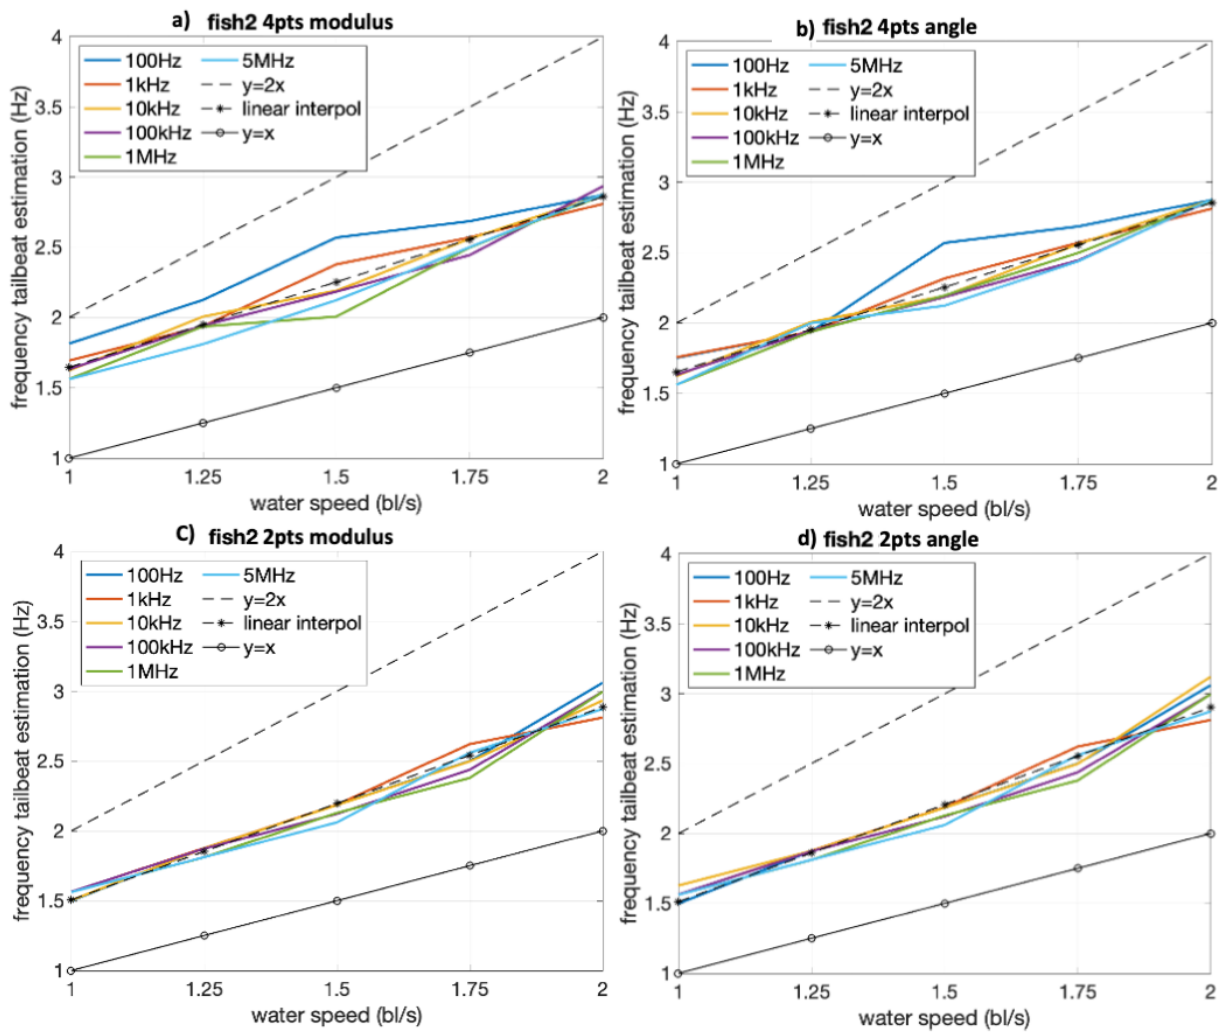 a) fish2 4pts modulus
4
3.5
3
2.5
2
1.5
1
frequency tailbeat estimation (Hz)
100Hz
1kHz
10kHz
100kHz
1MHz
5MHz
y=2x
linear interpol
y=x
1 1.25 1.5 1.75 2
water speed (bl/s)
b) fish2 4pts angle
4
3.5
3
2.5
2
1.5
1
frequency tailbeat estimation (Hz)
100Hz
1kHz
10kHz
100kHz
1MHz
5MHz
y=2x
linear interpol
y=x
1 1.25 1.5 1.75 2
water speed (bl/s)
C) fish2 2pts modulus
4
3.5
3
2.5
2
1.5
1
frequency tailbeat estimation (Hz)
100Hz
1kHz
10kHz
100kHz
1MHz
5MHz
y=2x
linear interpol
y=x
1 1.25 1.5 1.75 2
water speed (bl/s)
d) fish2 2pts angle
4
3.5
3
2.5
2
1.5
1
frequency tailbeat estimation (Hz)
100Hz
1kHz
10kHz
100kHz
1MHz
5MHz
y=2x
linear interpol
y=x
1 1.25 1.5 1.75 2
water speed (bl/s)